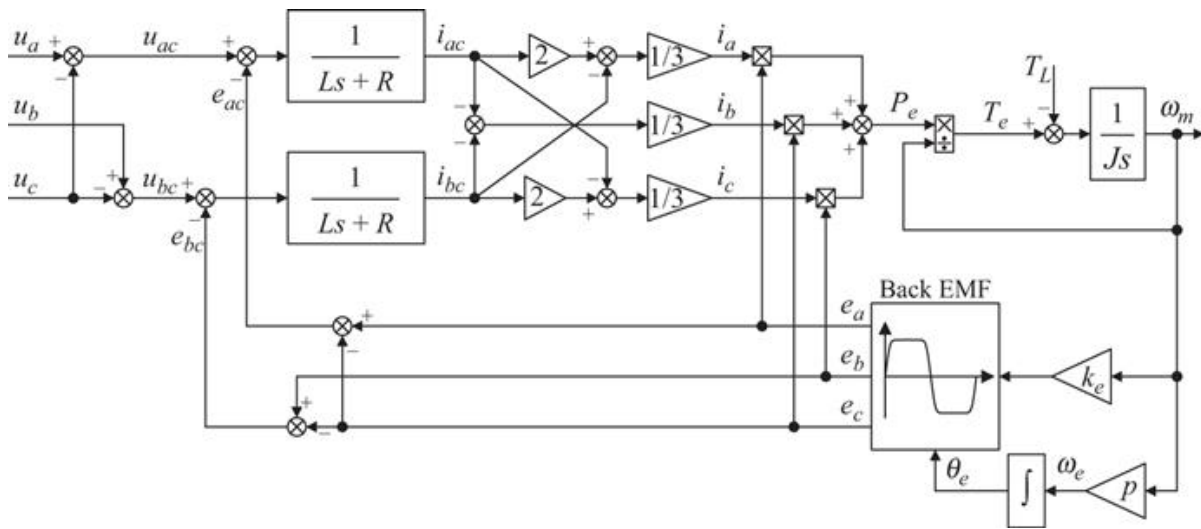 u_a
u_ac
e_ac
1
Ls + R
i_ac
2
1/3
i_a
u_b
1/3
i_b
P_e
T_e
T_L
1
Js
ω_m
u_c
u_bc
e_bc
1
Ls + R
i_bc
2
1/3
i_c
Back EMF
e_a
e_b
e_c
k_e
θ_e
∫
ω_e
p